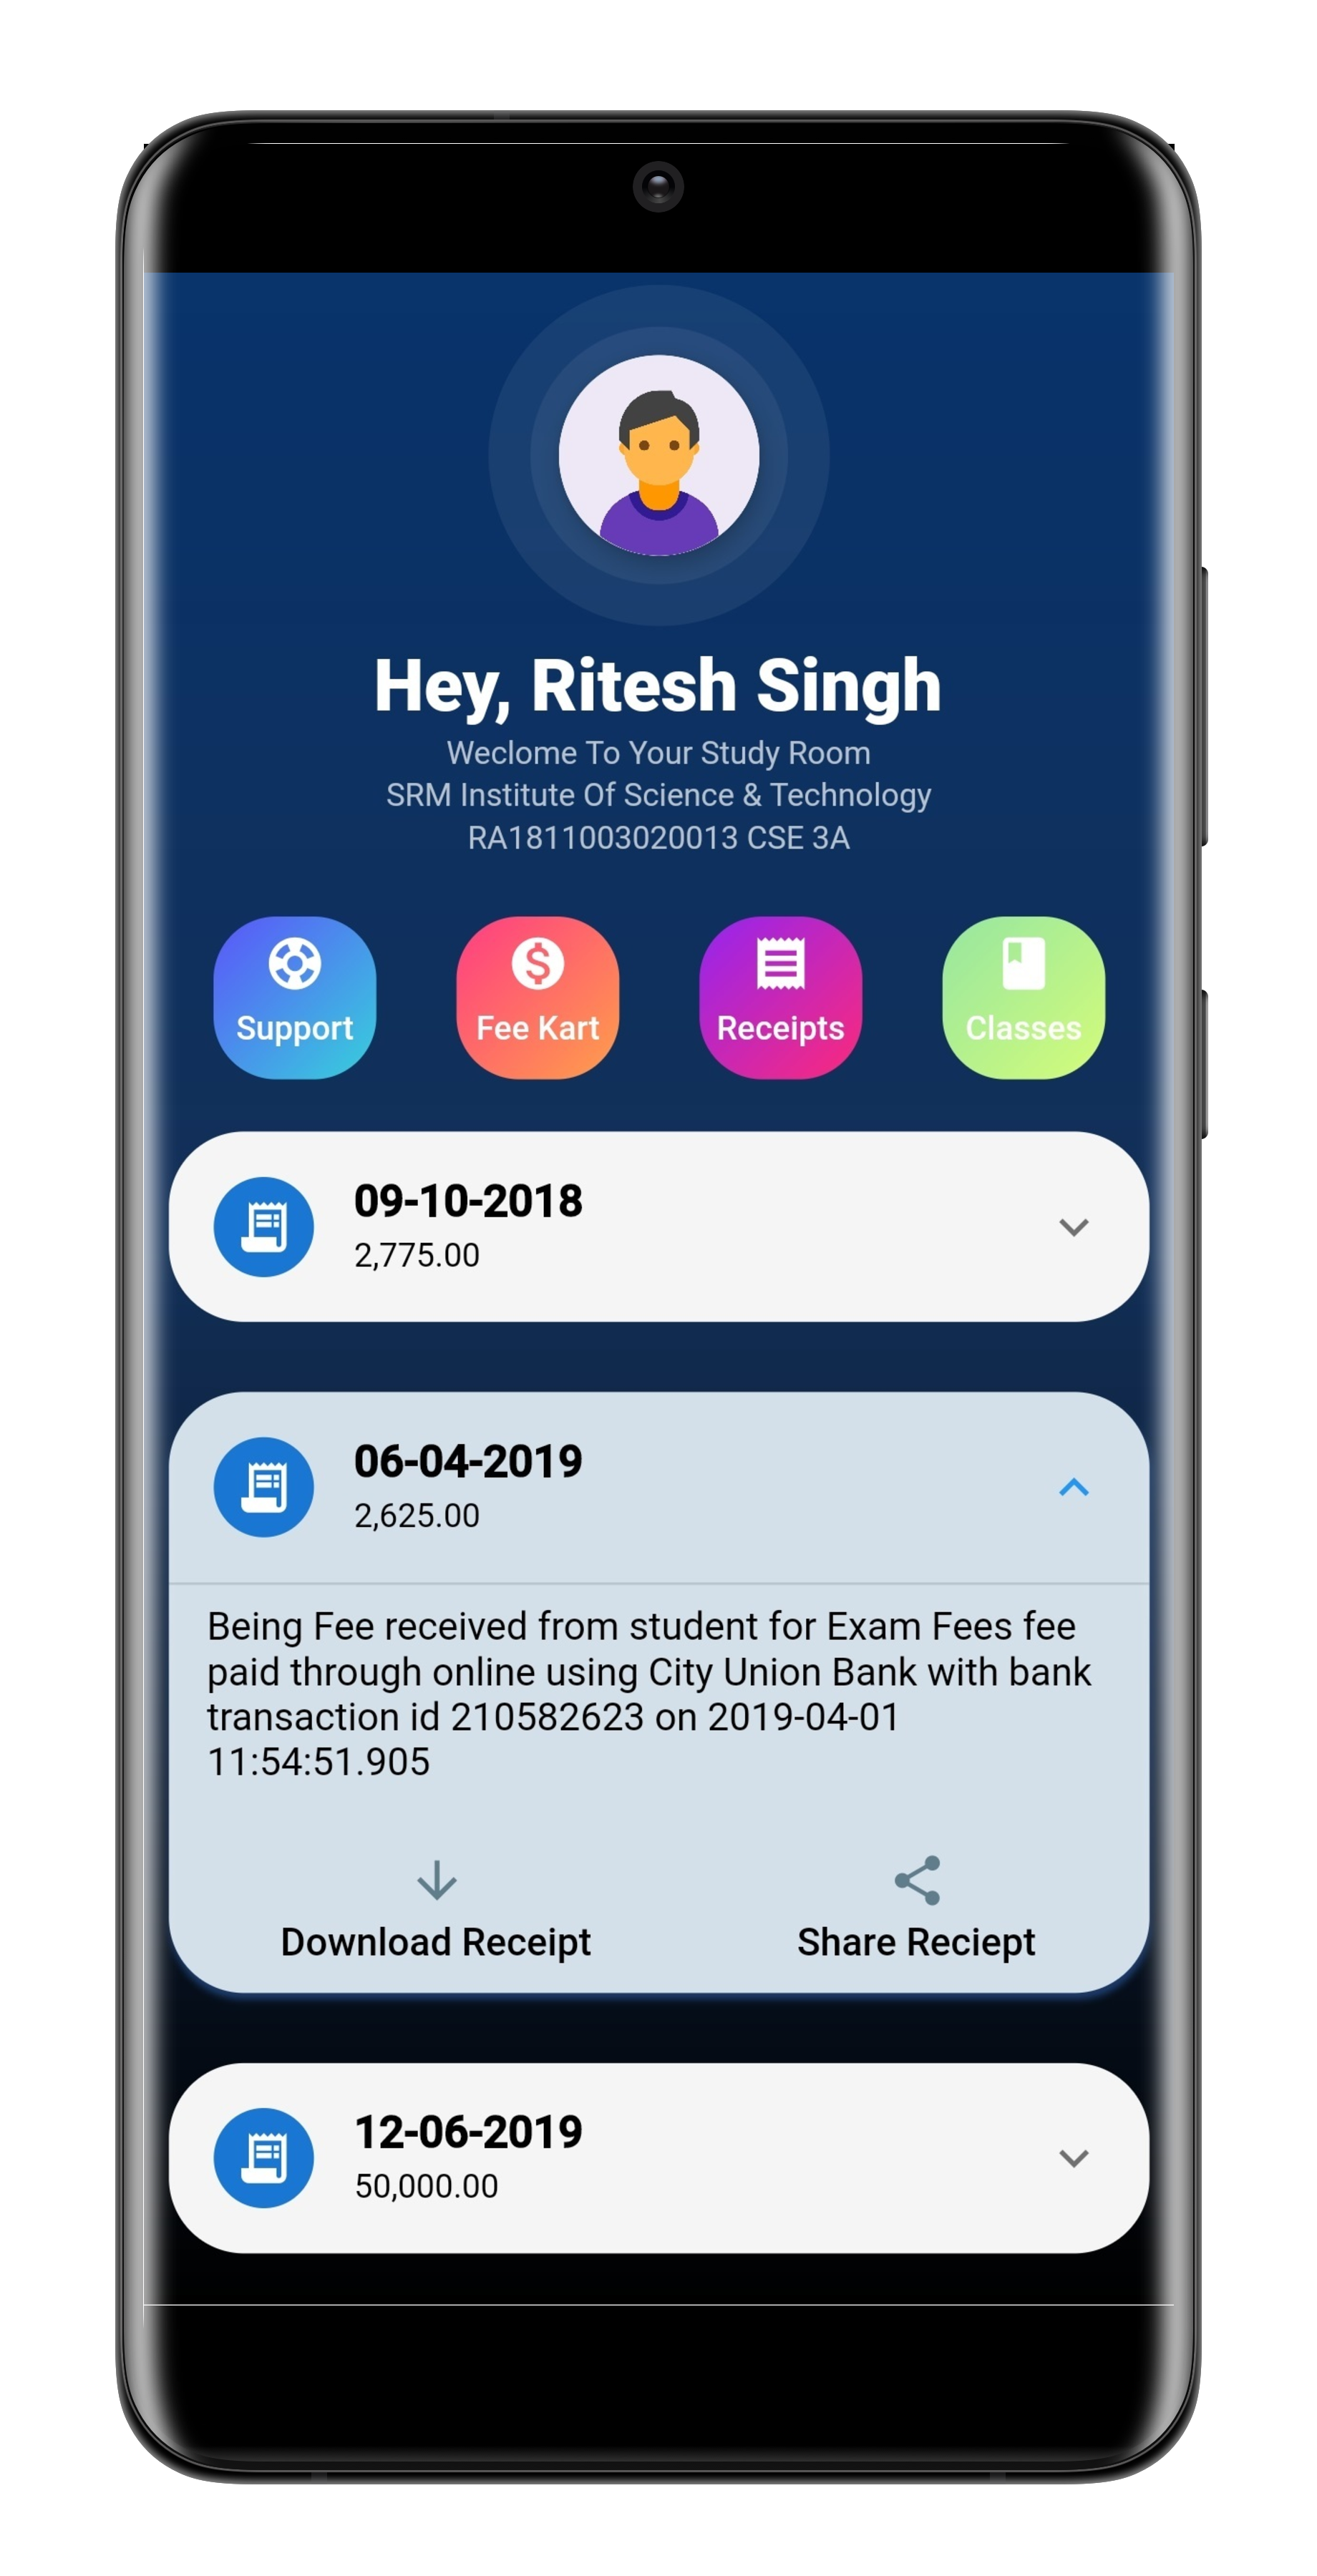 Hey, Ritesh Singh
Weclome To Your Study Room
SRM Institute Of Science & Technology
RA1811003020013 CSE 3A
Support
Fee Kart
Receipts
Classes
09-10-2018
2,775.00
06-04-2019
2,625.00
Being Fee received from student for Exam Fees fee
paid through online using City Union Bank with bank
transaction id 210582623 on 2019-04-01
11:54:51.905
Download Receipt
Share Reciept
12-06-2019
50,000.00